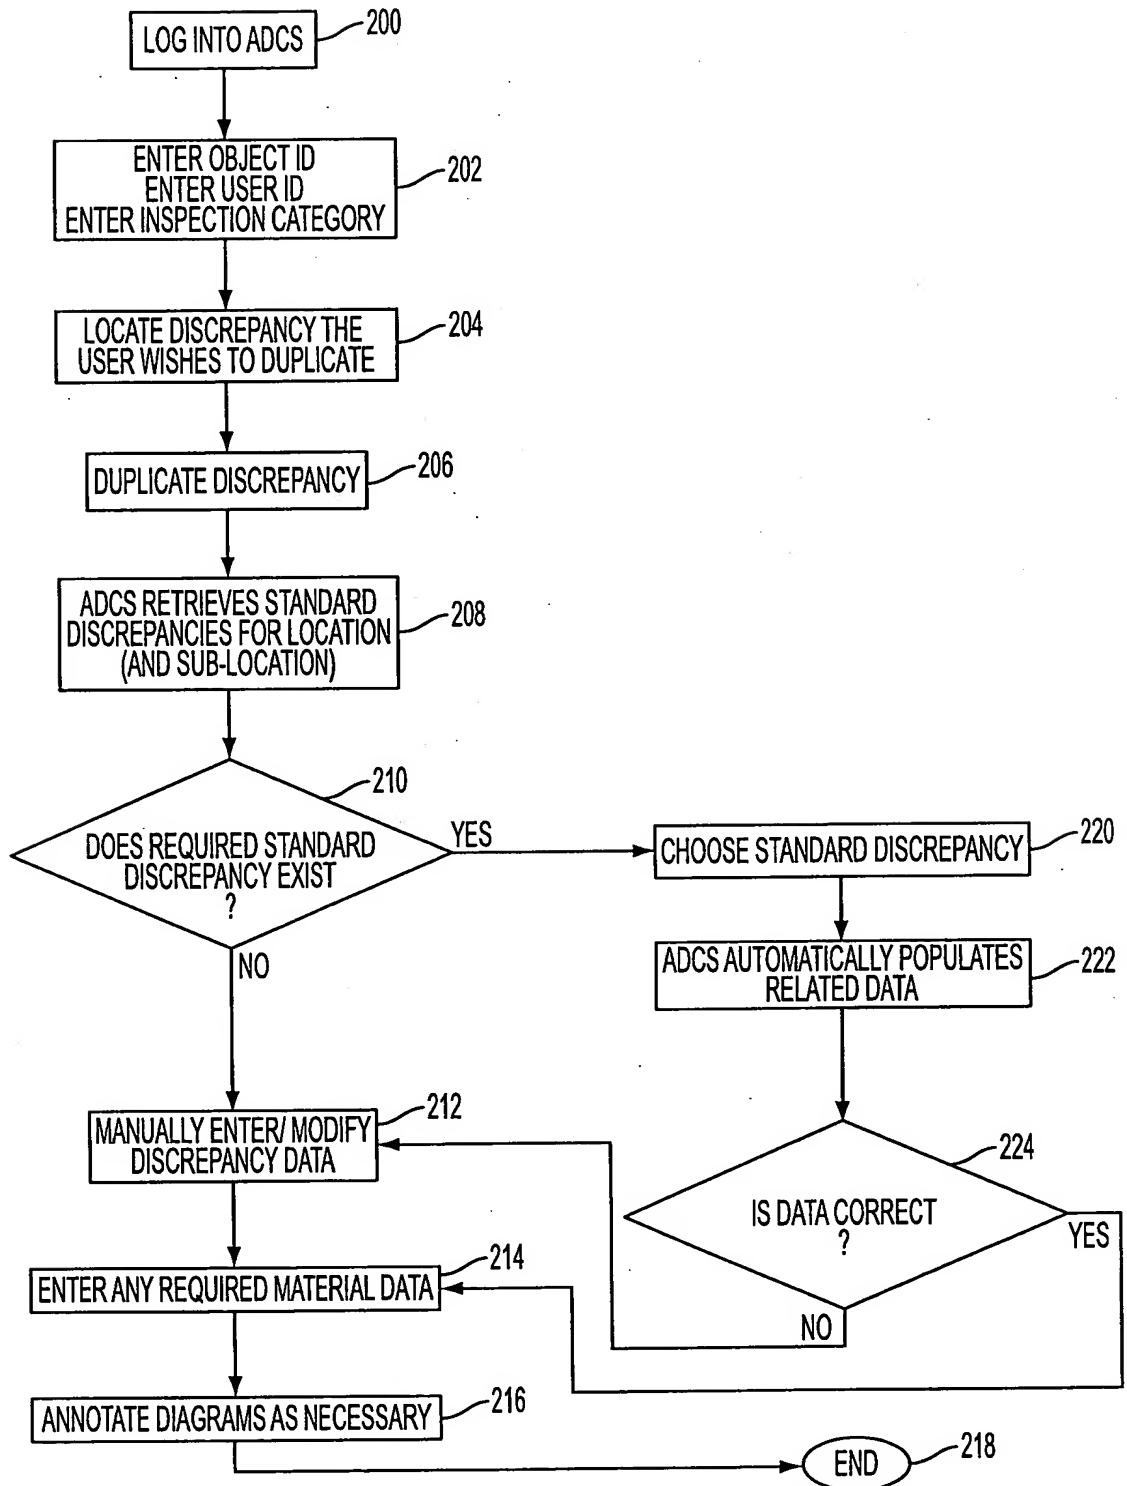 LOG INTO ADCS
200
ENTER OBJECT ID
ENTER USER ID
ENTER INSPECTION CATEGORY
202
LOCATE DISCREPANCY THE
USER WISHES TO DUPLICATE
204
DUPLICATE DISCREPANCY
206
ADCS RETRIEVES STANDARD
DISCREPANCIES FOR LOCATION
(AND SUB-LOCATION)
208
210
DOES REQUIRED STANDARD
DISCREPANCY EXIST
?
YES
NO
CHOOSE STANDARD DISCREPANCY
220
ADCS AUTOMATICALLY POPULATES
RELATED DATA
222
224
IS DATA CORRECT
?
YES
NO
MANUALLY ENTER/ MODIFY
DISCREPANCY DATA
212
ENTER ANY REQUIRED MATERIAL DATA
214
ANNOTATE DIAGRAMS AS NECESSARY
216
END
218